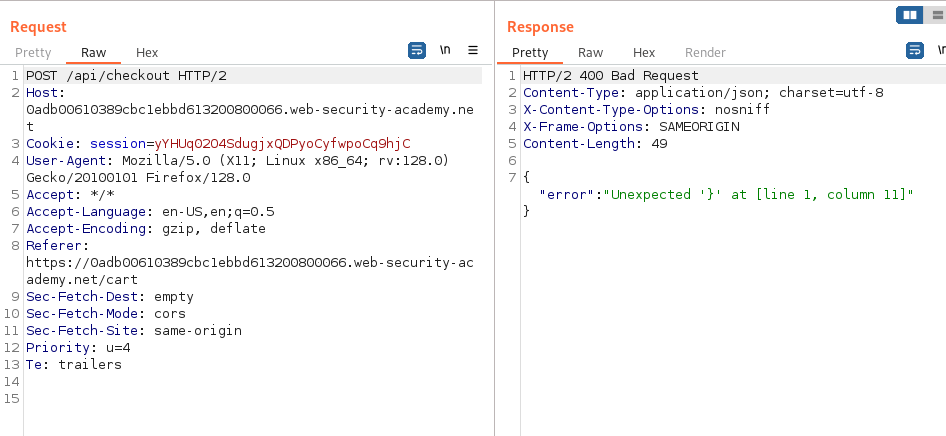 Request
Pretty Raw Hex
\n
1 POST /api/checkout HTTP/2
2 Host:
0adb00610389cbc1ebbd613200800066.web-security-academy.ne
t
3 Cookie: session=yYHUq02O4SdugjxQDPyoCyfwpoCq9hjC
4 User-Agent: Mozilla/5.0 (X11; Linux x86_64; rv:128.0)
Gecko/20100101 Firefox/128.0
5 Accept: */*
6 Accept-Language: en-US,en;q=0.5
7 Accept-Encoding: gzip, deflate
8 Referer:
https://0adb00610389cbc1ebbd613200800066.web-security-ac
ademy.net/cart
9 Sec-Fetch-Dest: empty
10 Sec-Fetch-Mode: cors
11 Sec-Fetch-Site: same-origin
12 Priority: u=4
13 Te: trailers
14
15
Response
Pretty Raw Hex Render
\n
1 HTTP/2 400 Bad Request
2 Content-Type: application/json; charset=utf-8
3 X-Content-Type-Options: nosniff
4 X-Frame-Options: SAMEORIGIN
5 Content-Length: 49
6
7 {
"error":"Unexpected '}' at [line 1, column 11]"
}